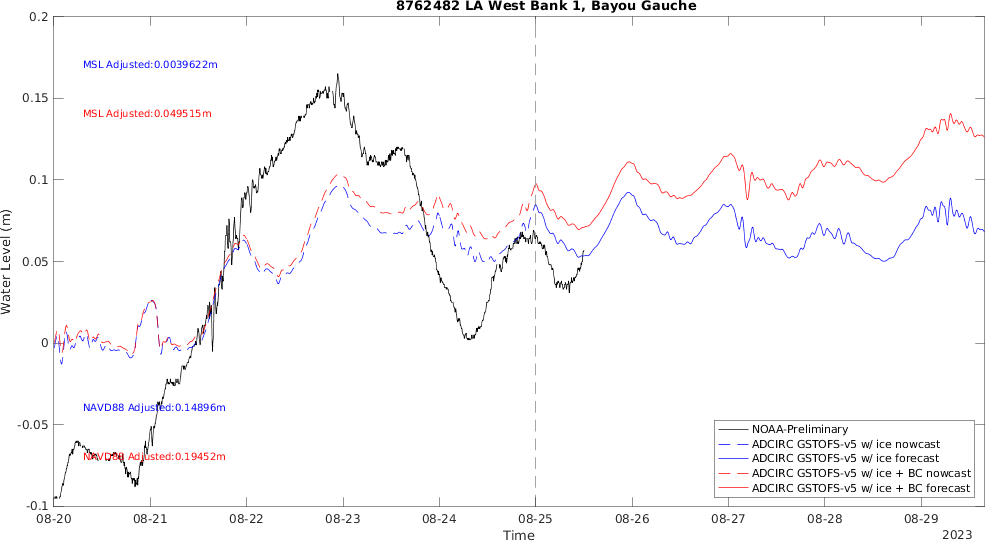 8762482 LA West Bank 1, Bayou Gauche
0.2
0.15
0.1
0.05
0
-0.05
-0.1
Water Level (m)
MSL Adjusted:0.0039622m
MSL Adjusted:0.049515m
NAVD88 Adjusted:0.14896m
NAVD88 Adjusted:0.19452m
NOAA-Preliminary
ADCIRC GSTOFS-v5 w/ ice nowcast
ADCIRC GSTOFS-v5 w/ ice forecast
ADCIRC GSTOFS-v5 w/ ice + BC nowcast
ADCIRC GSTOFS-v5 w/ ice + BC forecast
08-20 08-21 08-22 08-23 08-24 08-25 08-26 08-27 08-28 08-29
Time
2023